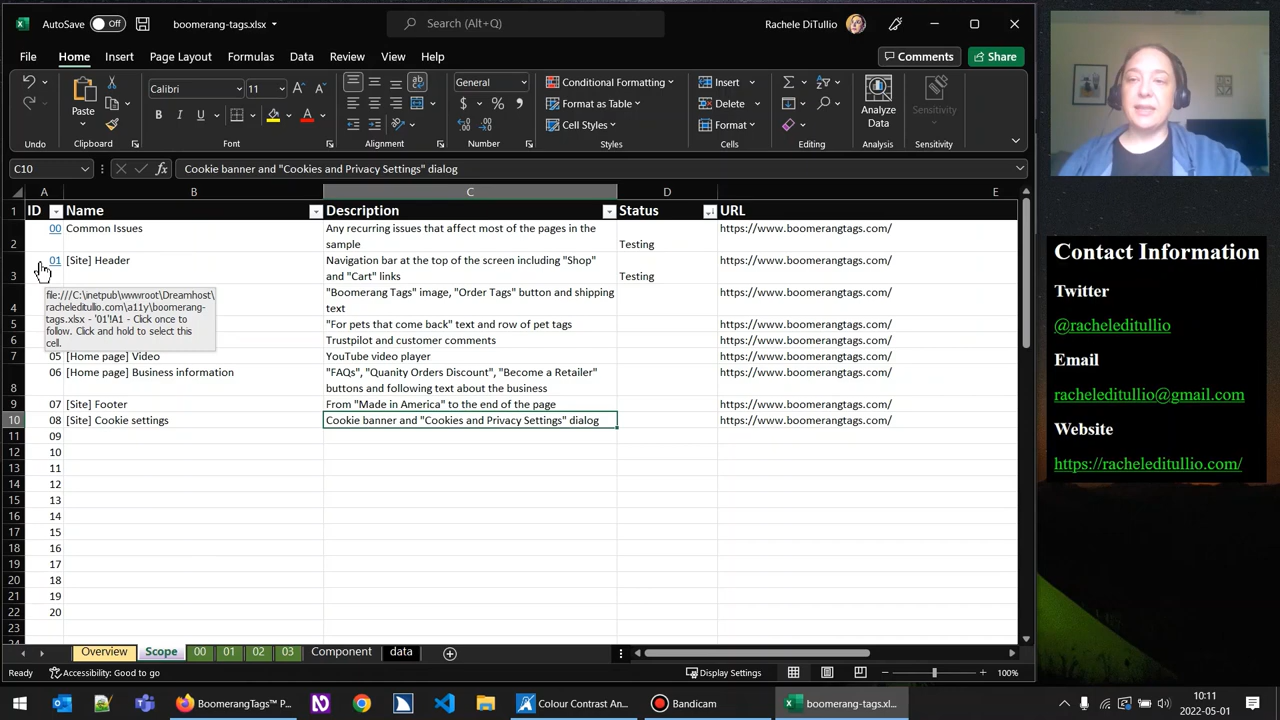 AutoSave Off boomerang-tags.xlsx Search (Alt+Q) Rachele DiTullio
File Home Insert Page Layout Formulas Data Review View Help Comments Share
Calibri 11 General Conditional Formatting Insert
Paste $ % Format as Table Delete Analyze Data Sensitivity
B I U A Cell Styles Format
Undo Clipboard Font Alignment Number Styles Cells Editing Analysis Sensitivity
C10 fx Cookie banner and "Cookies and Privacy Settings" dialog
A B C D E
1 ID Name Description Status URL
2 00 Common Issues Any recurring issues that affect most of the pages in the sample Testing https://www.boomerangtags.com/
3 01 [Site] Header Navigation bar at the top of the screen including "Shop" and "Cart" links Testing https://www.boomerangtags.com/
file:///C:\inetpub\wwwroot\Dreamhost\
racheleditullio.com\a11y\boomerang-
tags.xlsx - '01'!A1 - Click once to
follow. Click and hold to select this
cell.
4 "Boomerang Tags" image, "Order Tags" button and shipping text https://www.boomerangtags.com/
5 "For pets that come back" text and row of pet tags https://www.boomerangtags.com/
6 Trustpilot and customer comments https://www.boomerangtags.com/
7 05 [Home page] Video YouTube video player https://www.boomerangtags.com/
8 06 [Home page] Business information "FAQs", "Quanity Orders Discount", "Become a Retailer" buttons and following text about the business https://www.boomerangtags.com/
9 07 [Site] Footer From "Made in America" to the end of the page https://www.boomerangtags.com/
10 08 [Site] Cookie settings Cookie banner and "Cookies and Privacy Settings" dialog https://www.boomerangtags.com/
11 09
12 10
13 11
14 12
15 13
16 14
17 15
18 16
19 17
20 18
21 19
22 20
23
Overview Scope 00 01 02 03 Component data
Ready Accessibility: Good to go Display Settings 100%
BoomerangTags™ P... Colour Contrast An... Bandicam boomerang-tags.xl... 10:11
2022-05-01
Contact Information
Twitter
@racheleditullio
Email
racheleditullio@gmail.com
Website
https://racheleditullio.com/